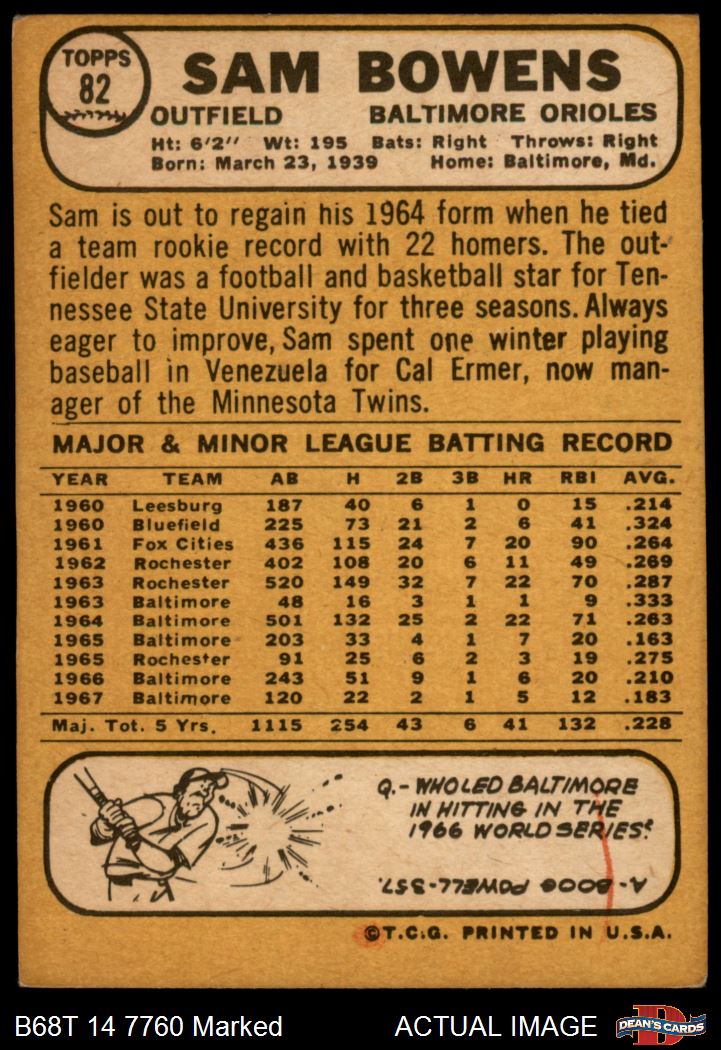 TOPPS
82
SAM BOWENS
OUTFIELD BALTIMORE ORIOLES
Ht: 6'2" Wt: 195 Bats: Right Throws: Right
Born: March 23, 1939 Home: Baltimore, Md.
Sam is out to regain his 1964 form when he tied
a team rookie record with 22 homers. The out-
fielder was a football and basketball star for Ten-
nessee State University for three seasons. Always
eager to improve, Sam spent one winter playing
baseball in Venezuela for Cal Ermer, now man-
ager of the Minnesota Twins.
MAJOR & MINOR LEAGUE BATTING RECORD
YEAR TEAM AB H 2B 3B HR RBI AVG.
1960 Leesburg 187 40 6 1 0 15 .214
1960 Bluefield 225 73 21 2 6 41 .324
1961 Fox Cities 436 115 24 7 20 90 .264
1962 Rochester 402 108 20 6 11 49 .269
1963 Rochester 520 149 32 7 22 70 .287
1963 Baltimore 48 16 3 1 1 9 .333
1964 Baltimore 501 132 25 2 22 71 .263
1965 Baltimore 203 33 4 1 7 20 .163
1965 Rochester 91 25 6 2 3 19 .275
1966 Baltimore 243 51 9 1 6 20 .210
1967 Baltimore 120 22 2 1 5 12 .183
Maj. Tot. 5 Yrs. 1115 254 43 6 41 132 .228
Q.- WHO LED BALTIMORE
IN HITTING IN THE
1966 WORLD SERIES?
A- BOOG POWELL-.357.
©T.C.G. PRINTED IN U.S.A.
B68T 14 7760 Marked ACTUAL IMAGE DEAN'S CARDS